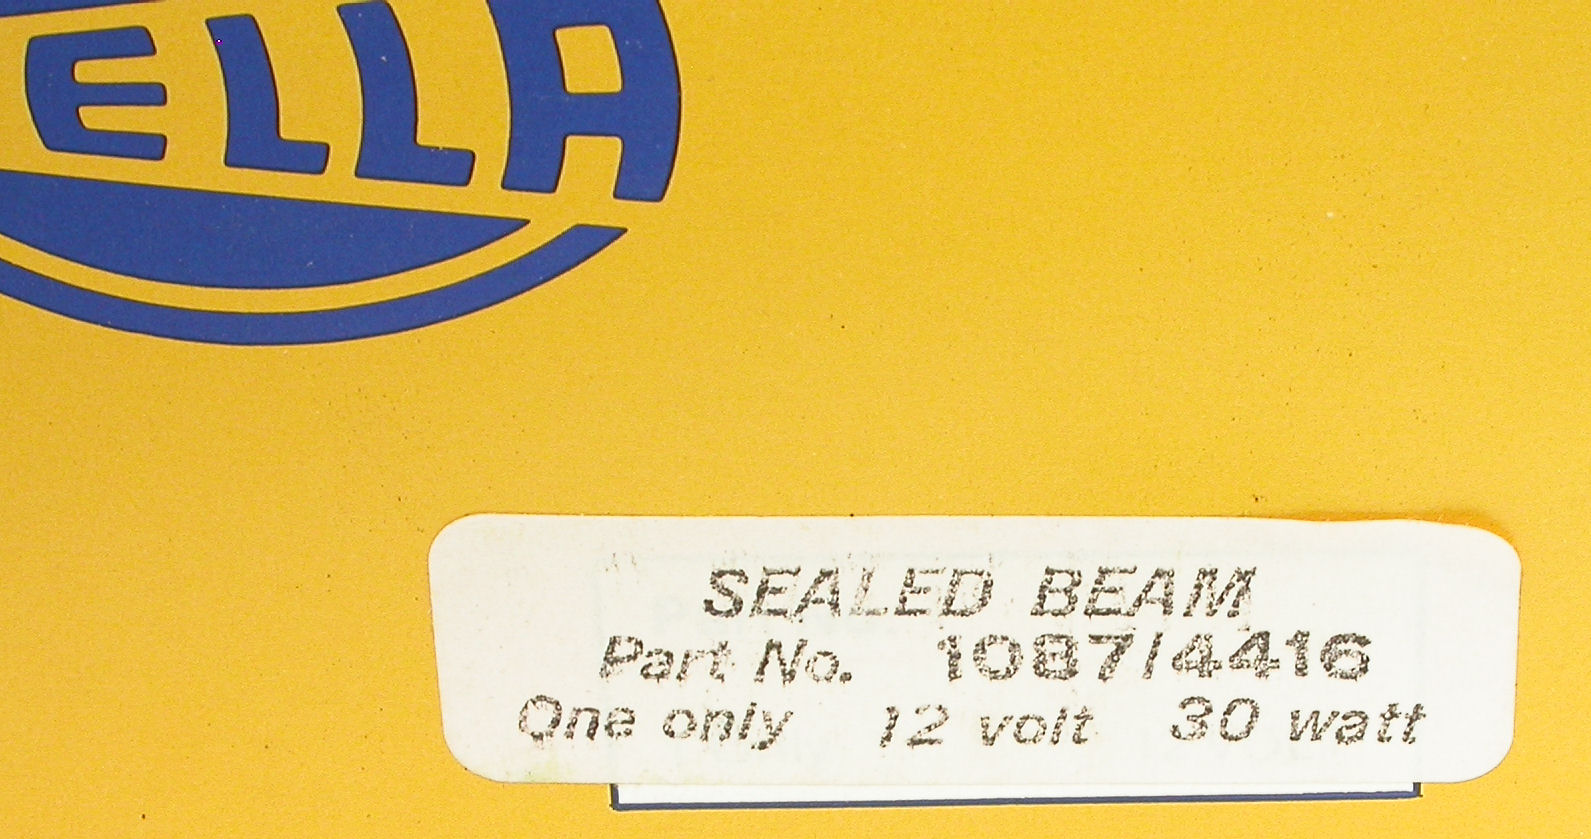 ELLA
SEALED BEAM
Part No. 1087/4416
One only 12 volt 30 watt